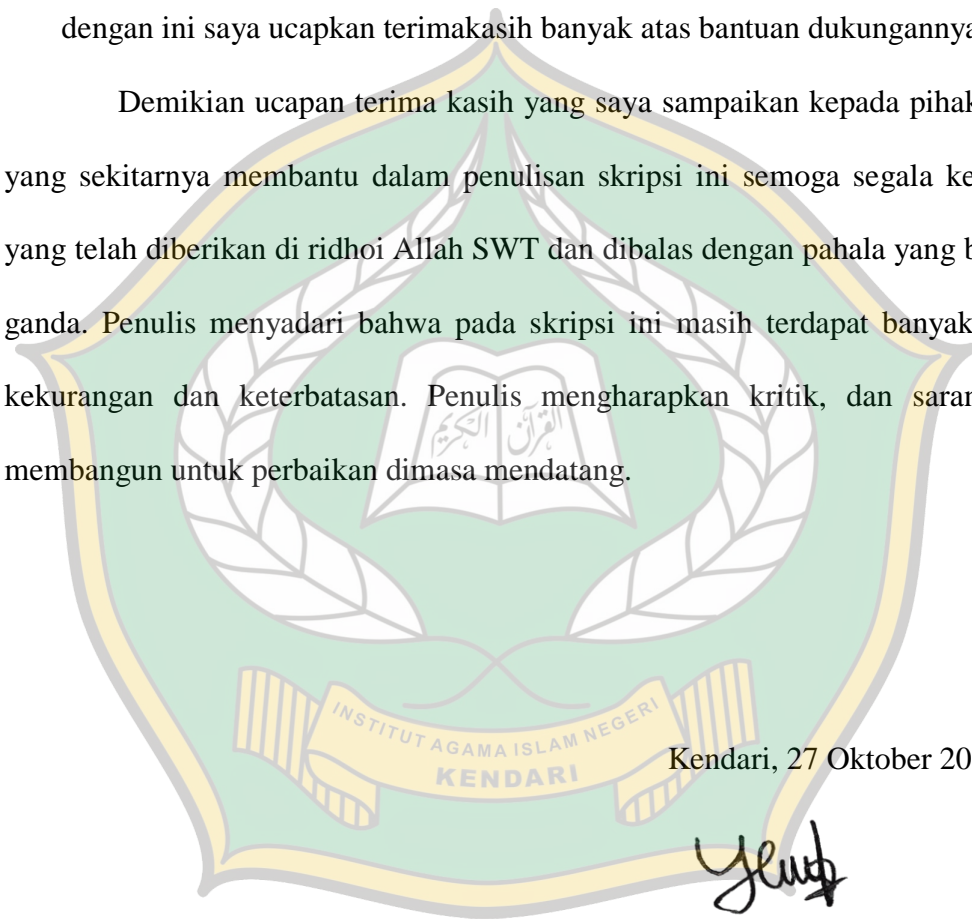 dengan ini saya ucapkan terimakasih banyak atas bantuan dukungannya
Demikian ucapan terima kasih yang saya sampaikan kepada pihak
yang sekitarnya membantu dalam penulisan skripsi ini semoga segala ke
yang telah diberikan di ridhoi Allah SWT dan dibalas dengan pahala yang b
ganda. Penulis menyadari bahwa pada skripsi ini masih terdapat banyak
kekurangan dan keterbatasan. Penulis mengharapkan kritik, dan saran
القرآن الكريم
membangun untuk perbaikan dimasa mendatang.
INSTITUT AGAMA ISLAM NEGERI
KENDARI
Kendari, 27 Oktober 20